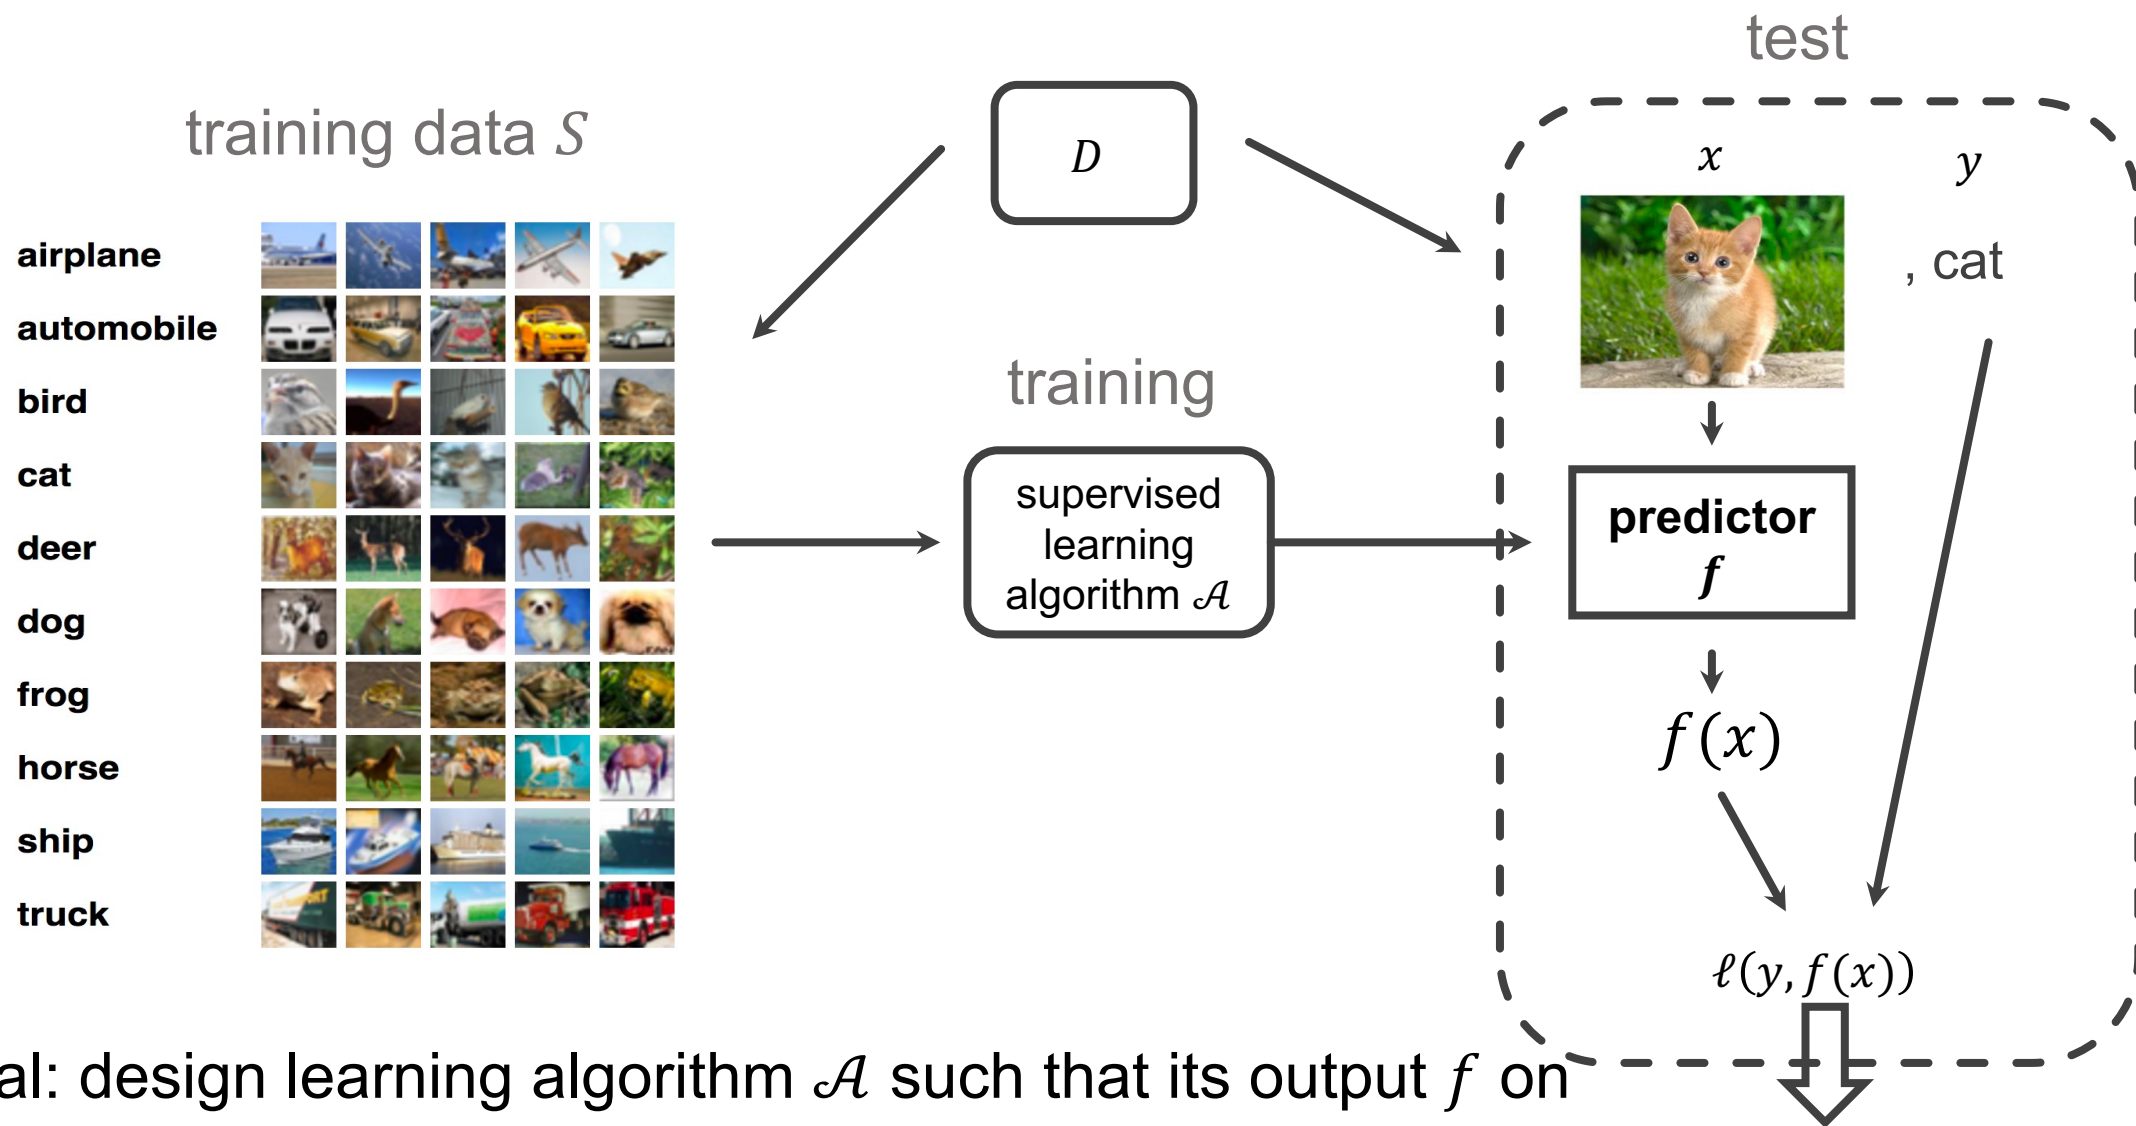 test
training data S
D
x
y
, cat
airplane
automobile
bird
cat
deer
dog
frog
horse
ship
truck
training
supervised
learning
algorithm 𝒜
predictor
f
f(x)
ℓ(y, f(x))
al: design learning algorithm 𝒜 such that its output f on